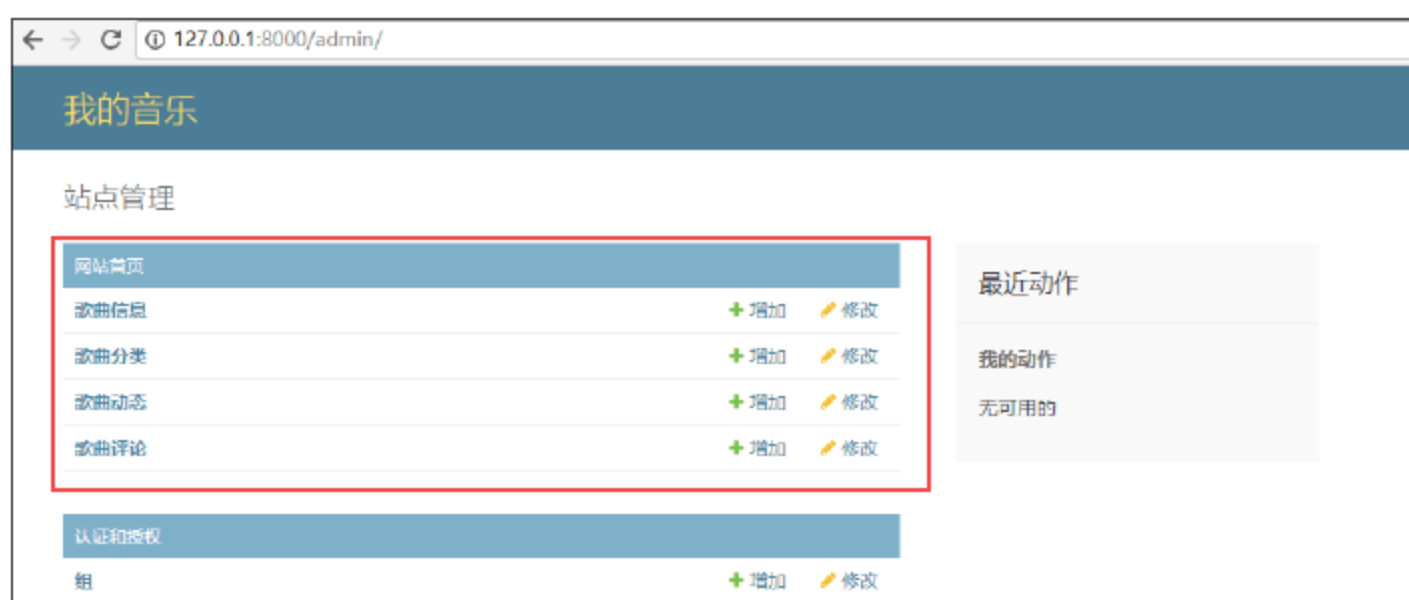 127.0.0.1:8000/admin/
我的音乐
站点管理
网站首页
歌曲信息 增加 修改
歌曲分类 增加 修改
歌曲动态 增加 修改
歌曲评论 增加 修改
认证和授权
组 增加 修改
最近动作
我的动作
无可用的